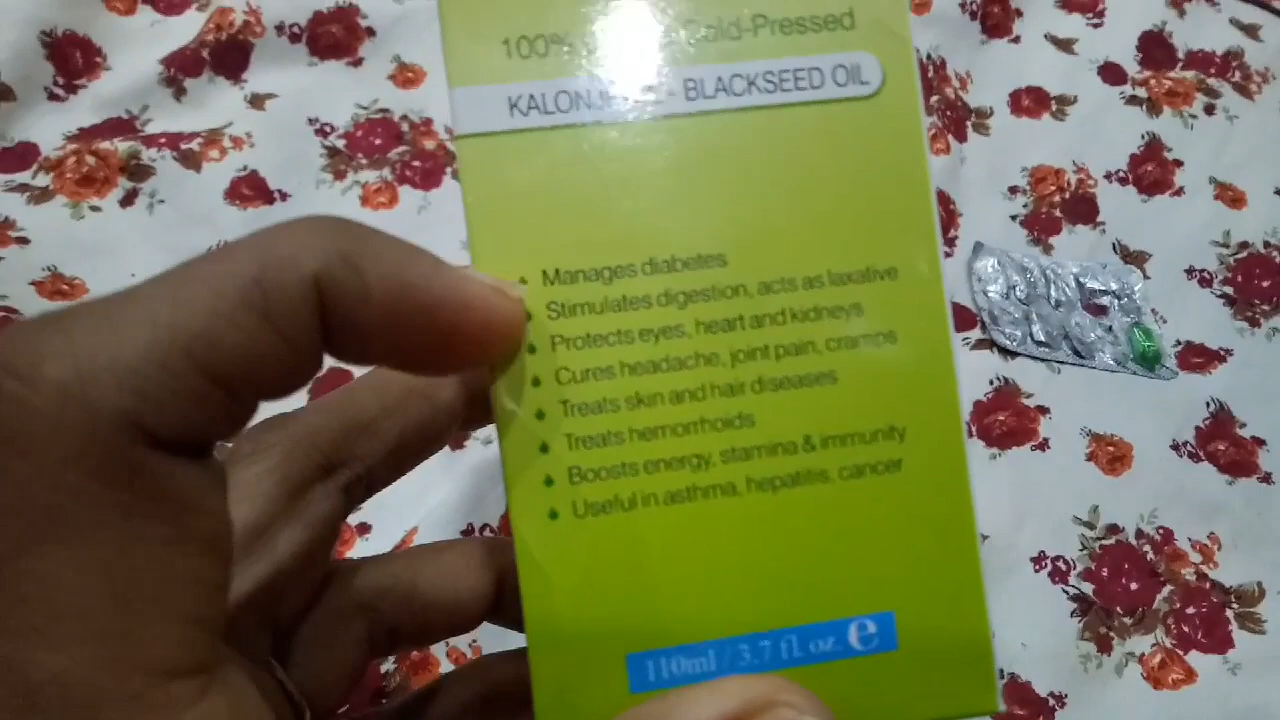 100% Cold-Pressed
KALONJI - BLACKSEED OIL
Manages diabetes
Stimulates digestion, acts as laxative
Protects eyes, heart and kidneys
Cures headache, joint pain, cramps
Treats skin and hair diseases
Treats hemorrhoids
Boosts energy, stamina & immunity
Useful in asthma, hepatitis, cancer
110ml / 3.7 fl. oz. e